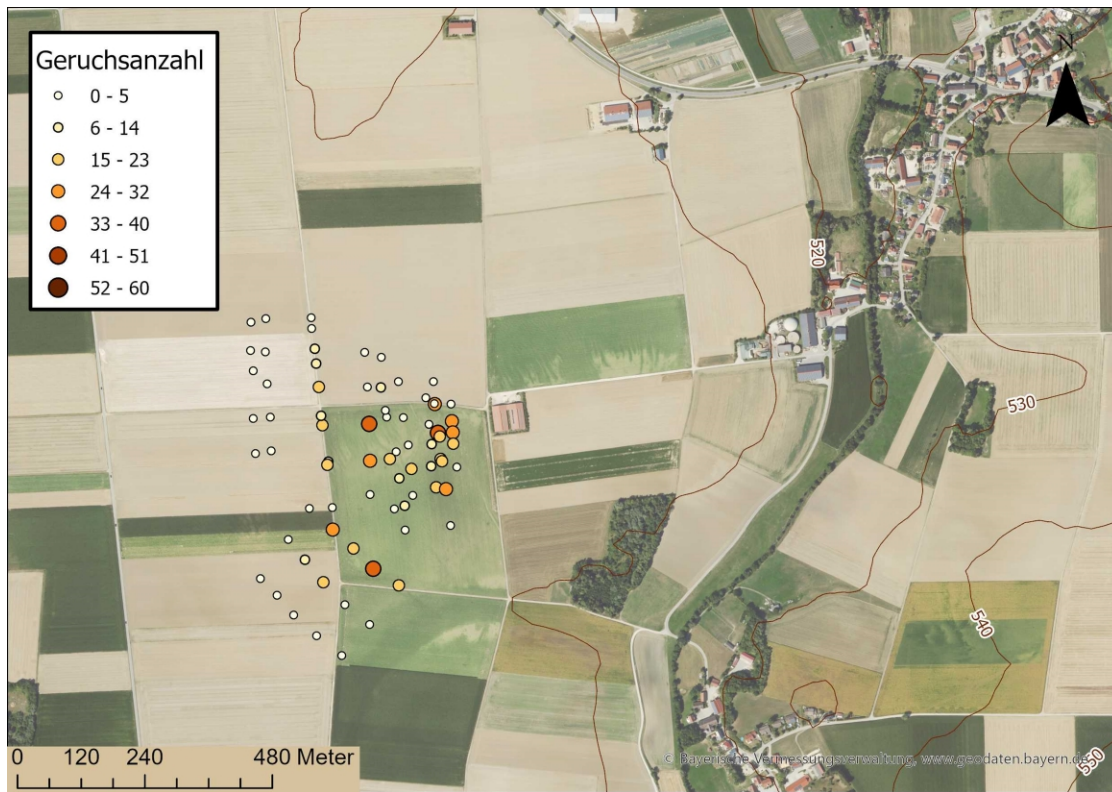 Geruchsanzahl
0 - 5
6 - 14
15 - 23
24 - 32
33 - 40
41 - 51
52 - 60
N
520
530
540
550
0 120 240 480 Meter
© Bayerische Vermessungsverwaltung, www.geodaten.bayern.de